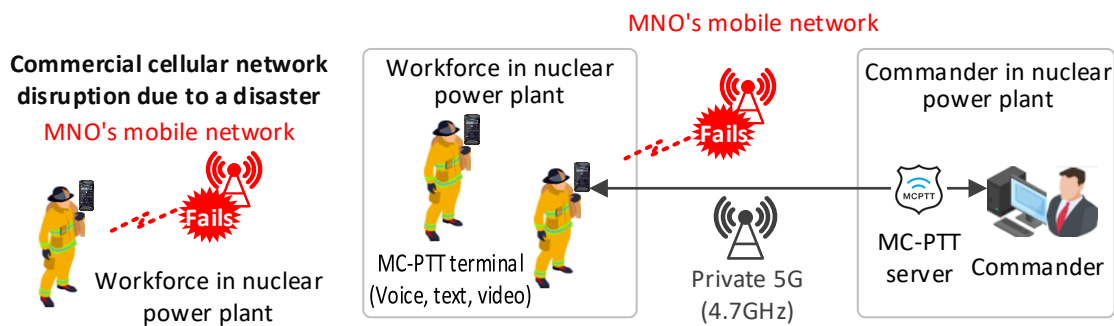 Commercial cellular network
disruption due to a disaster
MNO's mobile network
Fails
Workforce in nuclear
power plant
MNO's mobile network
Workforce in nuclear
power plant
Fails
MC-PTT terminal
(Voice, text, video)
Private 5G
(4.7GHz)
Commander in nuclear
power plant
MCPTT
MC-PTT
server
Commander